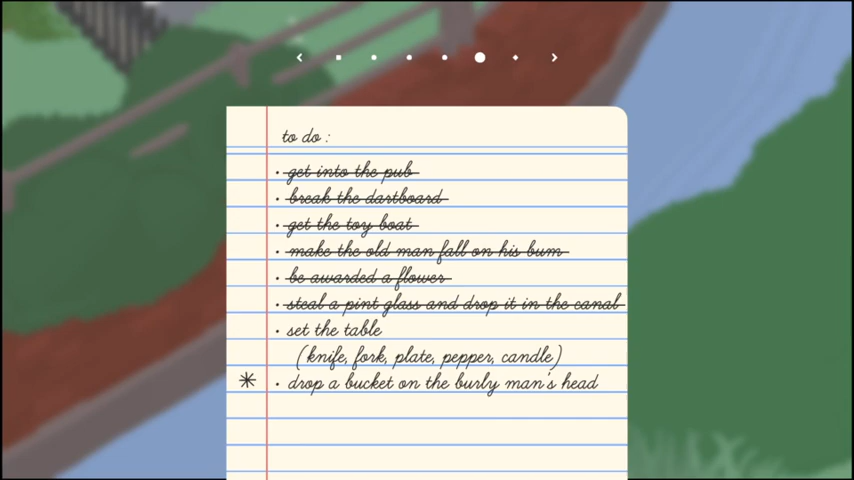 to do :
• get into the pub
• break the dartboard
• get the toy boat
• make the old man fall on his bum
• be awarded a flower
• steal a pint glass and drop it in the canal
• set the table
(knife, fork, plate, pepper, candle)
• drop a bucket on the burly man's head